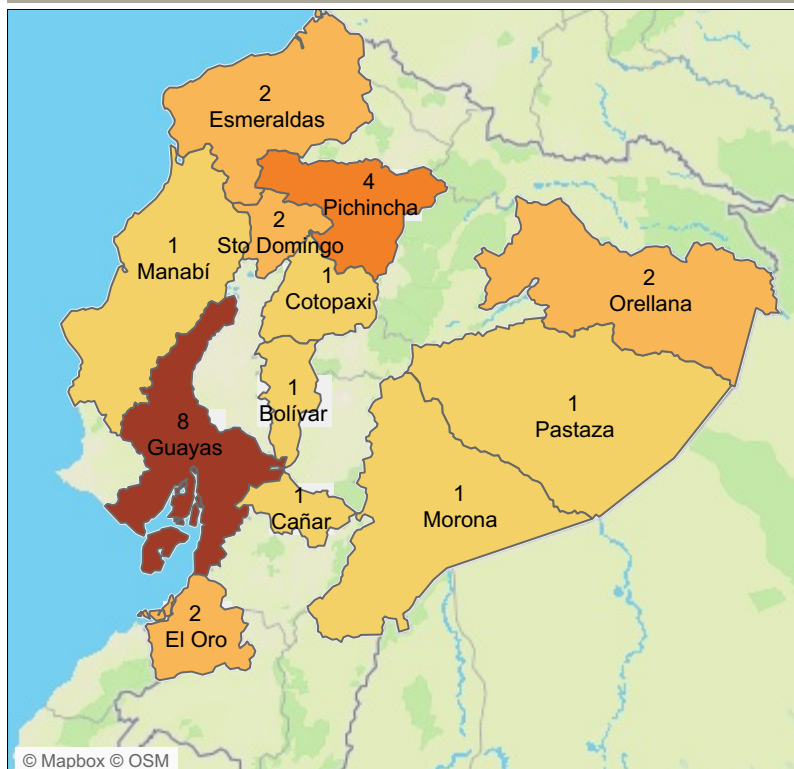 2
Esmeraldas
4
Pichincha
2
Sto Domingo
1
Manabí
1
Cotopaxi
2
Orellana
1
Bolívar
1
Pastaza
8
Guayas
1
Cañar
1
Morona
2
El Oro
© Mapbox © OSM